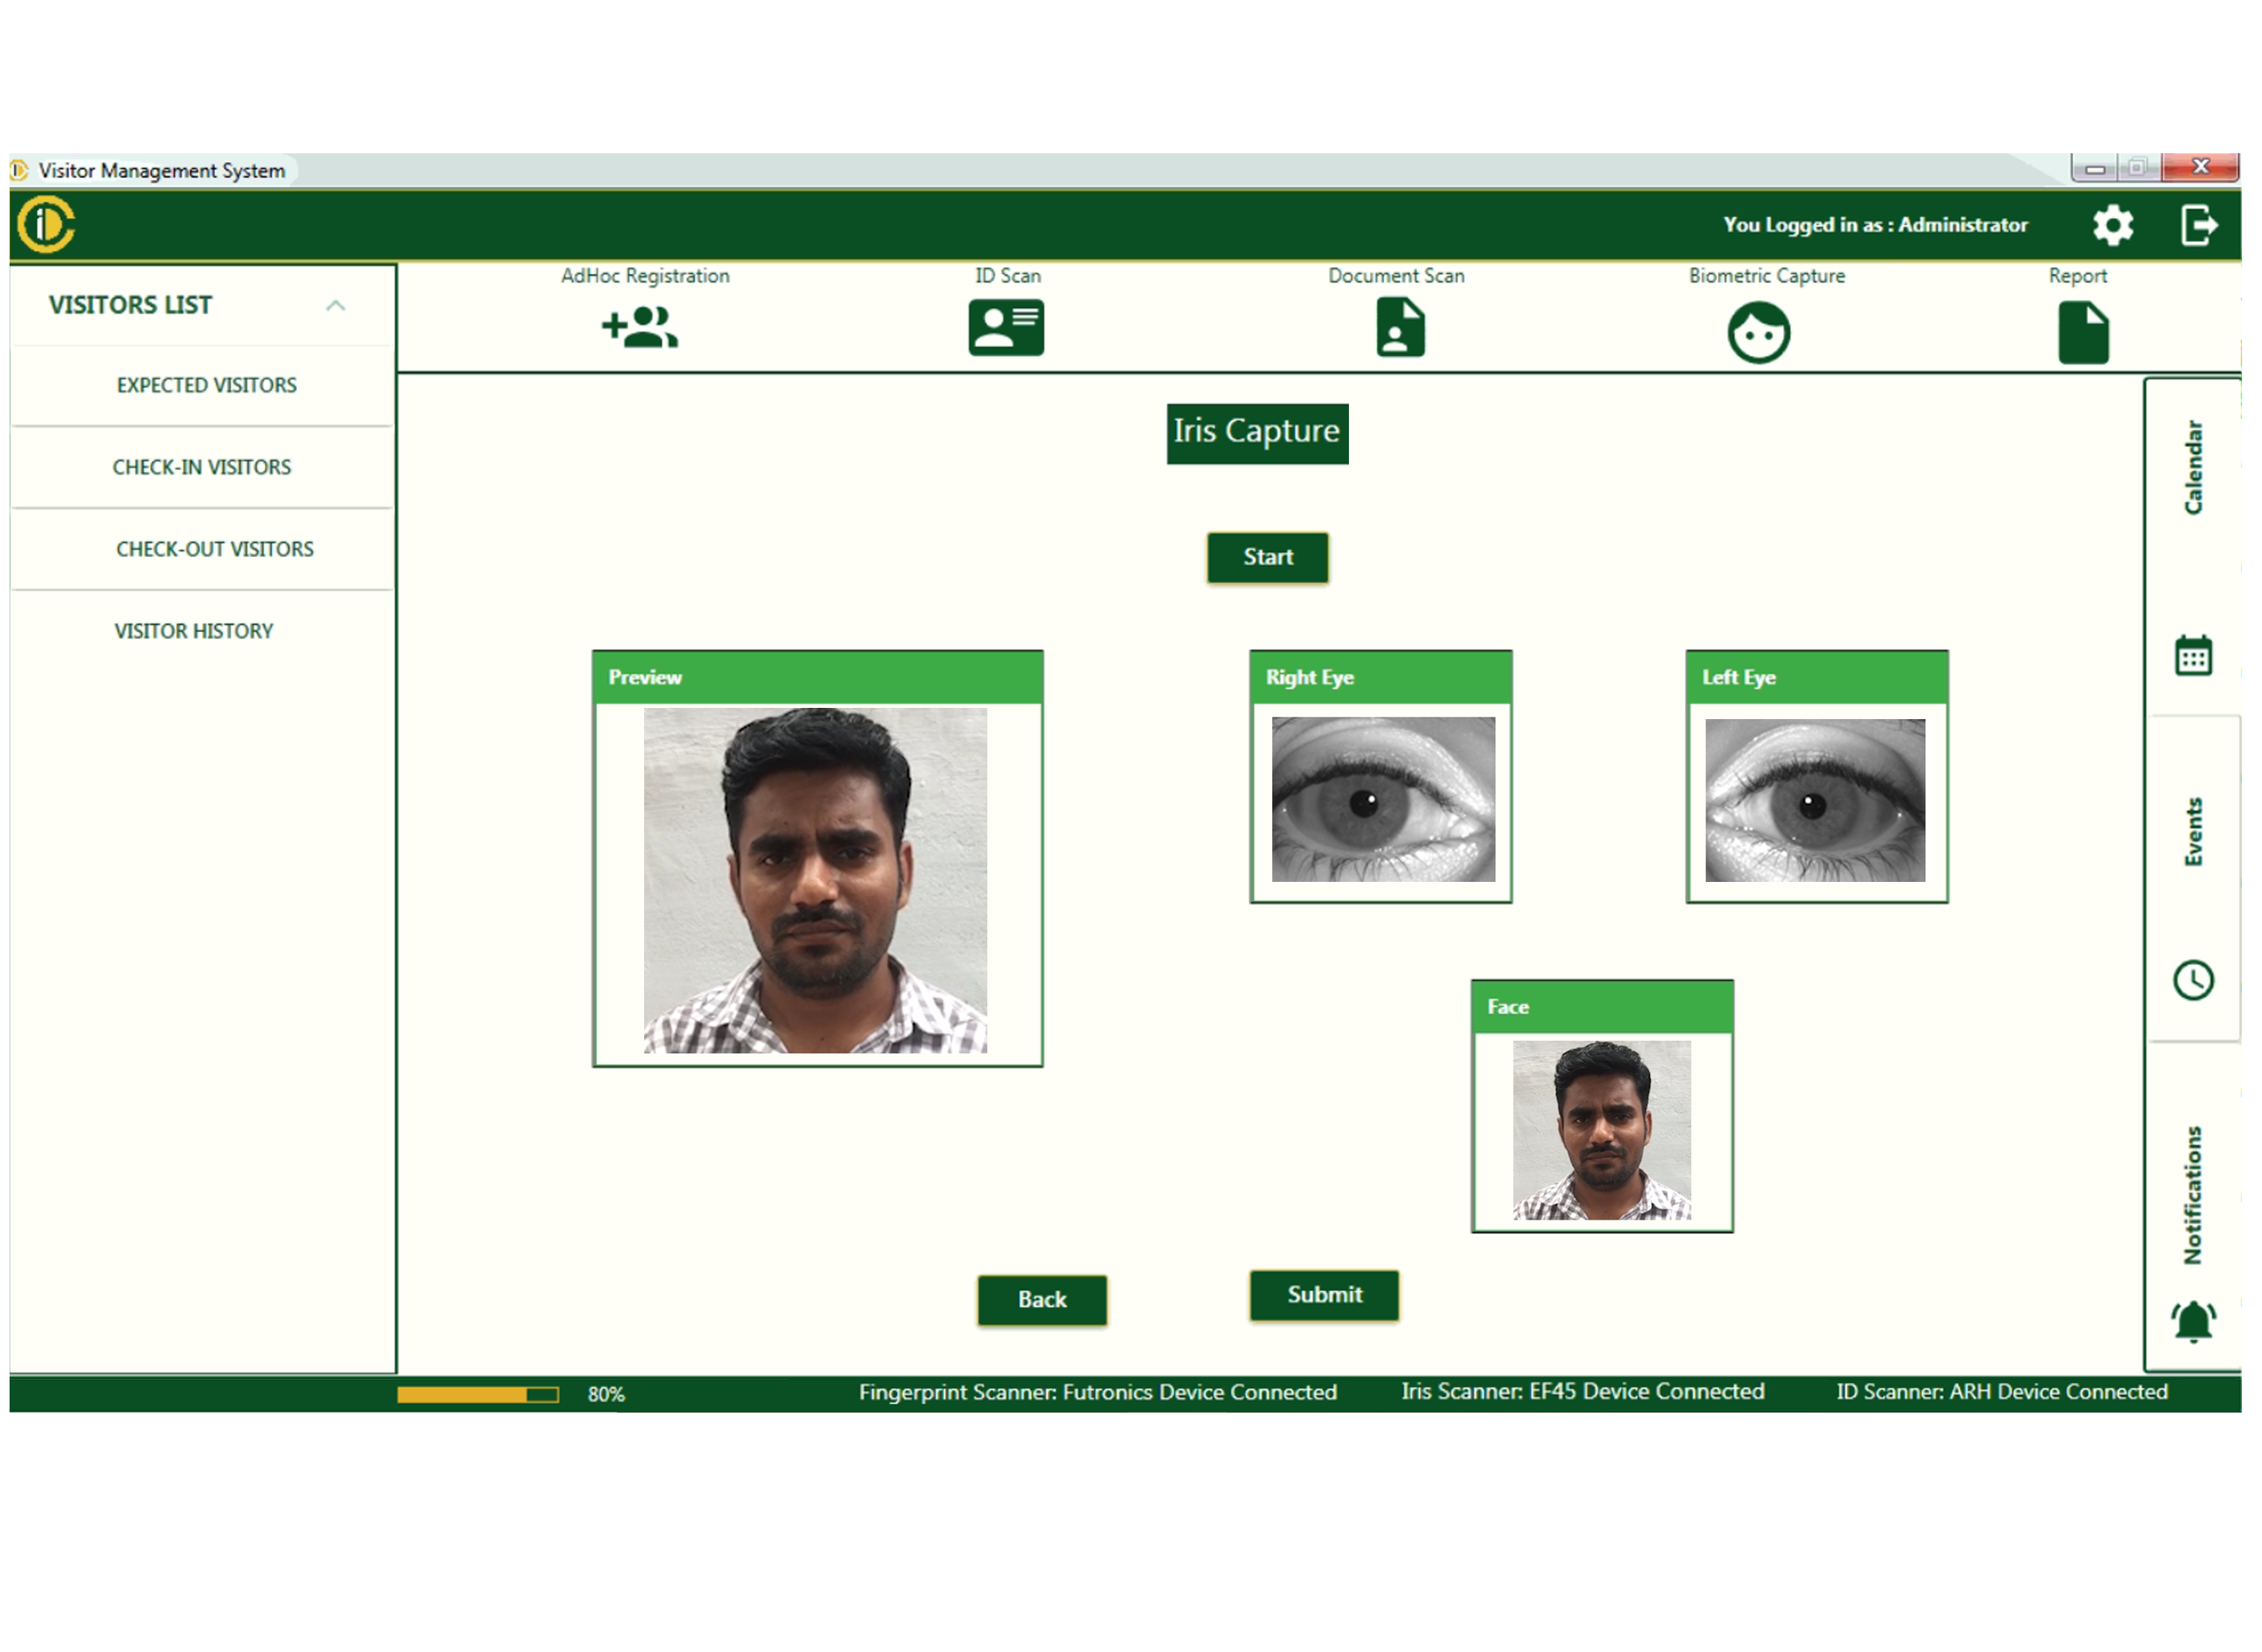 Visitor Management System
You Logged in as : Administrator
VISITORS LIST
EXPECTED VISITORS
CHECK-IN VISITORS
CHECK-OUT VISITORS
VISITOR HISTORY
AdHoc Registration
ID Scan
Document Scan
Biometric Capture
Report
Iris Capture
Start
Preview
Right Eye
Left Eye
Face
Back
Submit
Calendar
Events
Notifications
80%
Fingerprint Scanner: Futronics Device Connected
Iris Scanner: EF45 Device Connected
ID Scanner: ARH Device Connected